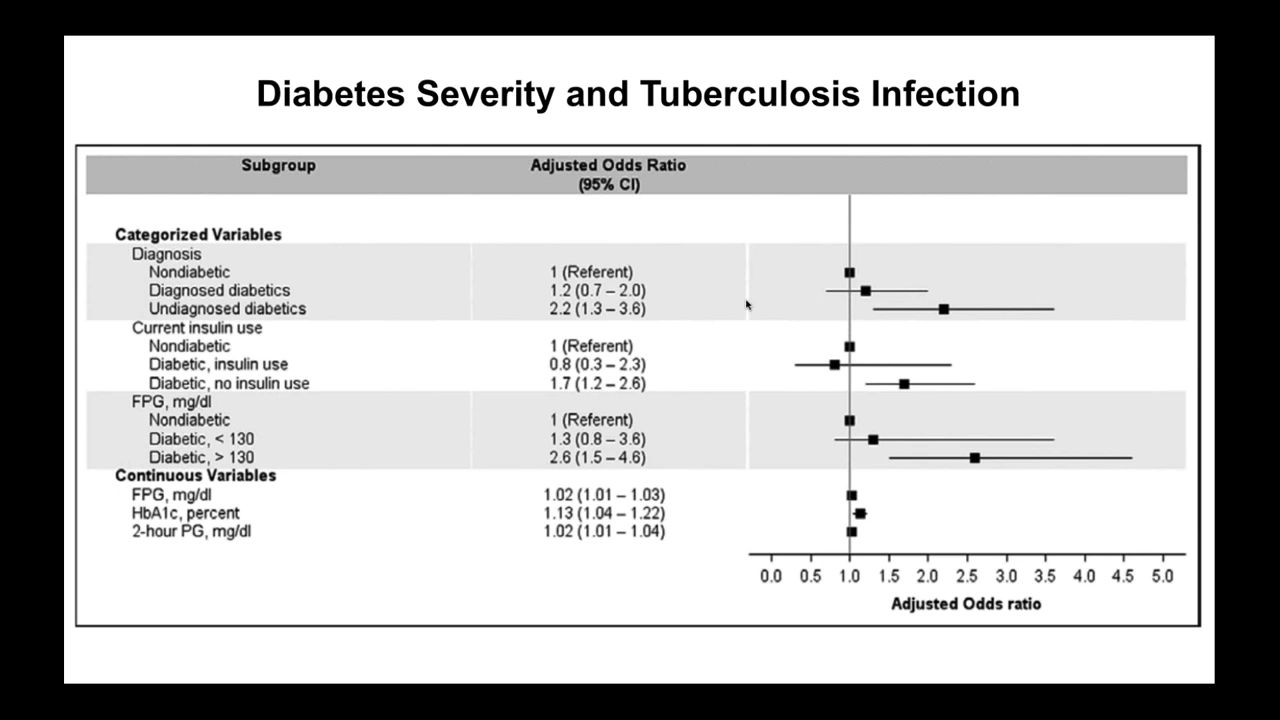 Diabetes Severity and Tuberculosis Infection
Subgroup Adjusted Odds Ratio
(95% CI)
Categorized Variables
Diagnosis
Nondiabetic 1 (Referent)
Diagnosed diabetics 1.2 (0.7 – 2.0)
Undiagnosed diabetics 2.2 (1.3 – 3.6)
Current insulin use
Nondiabetic 1 (Referent)
Diabetic, insulin use 0.8 (0.3 – 2.3)
Diabetic, no insulin use 1.7 (1.2 – 2.6)
FPG, mg/dl
Nondiabetic 1 (Referent)
Diabetic, < 130 1.3 (0.8 – 3.6)
Diabetic, > 130 2.6 (1.5 – 4.6)
Continuous Variables
FPG, mg/dl 1.02 (1.01 – 1.03)
HbA1c, percent 1.13 (1.04 – 1.22)
2-hour PG, mg/dl 1.02 (1.01 – 1.04)
0.0 0.5 1.0 1.5 2.0 2.5 3.0 3.5 4.0 4.5 5.0
Adjusted Odds ratio